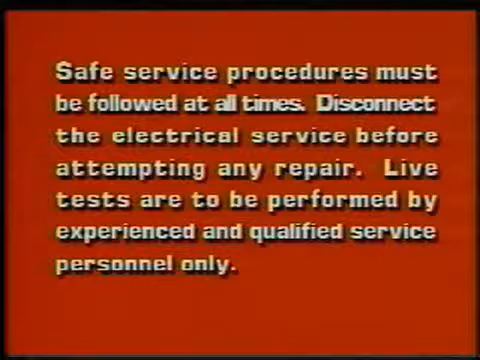 Safe service procedures must
be followed at all times. Disconnect
the electrical service before
attempting any repair. Live
tests are to be performed by
experienced and qualified service
personnel only.